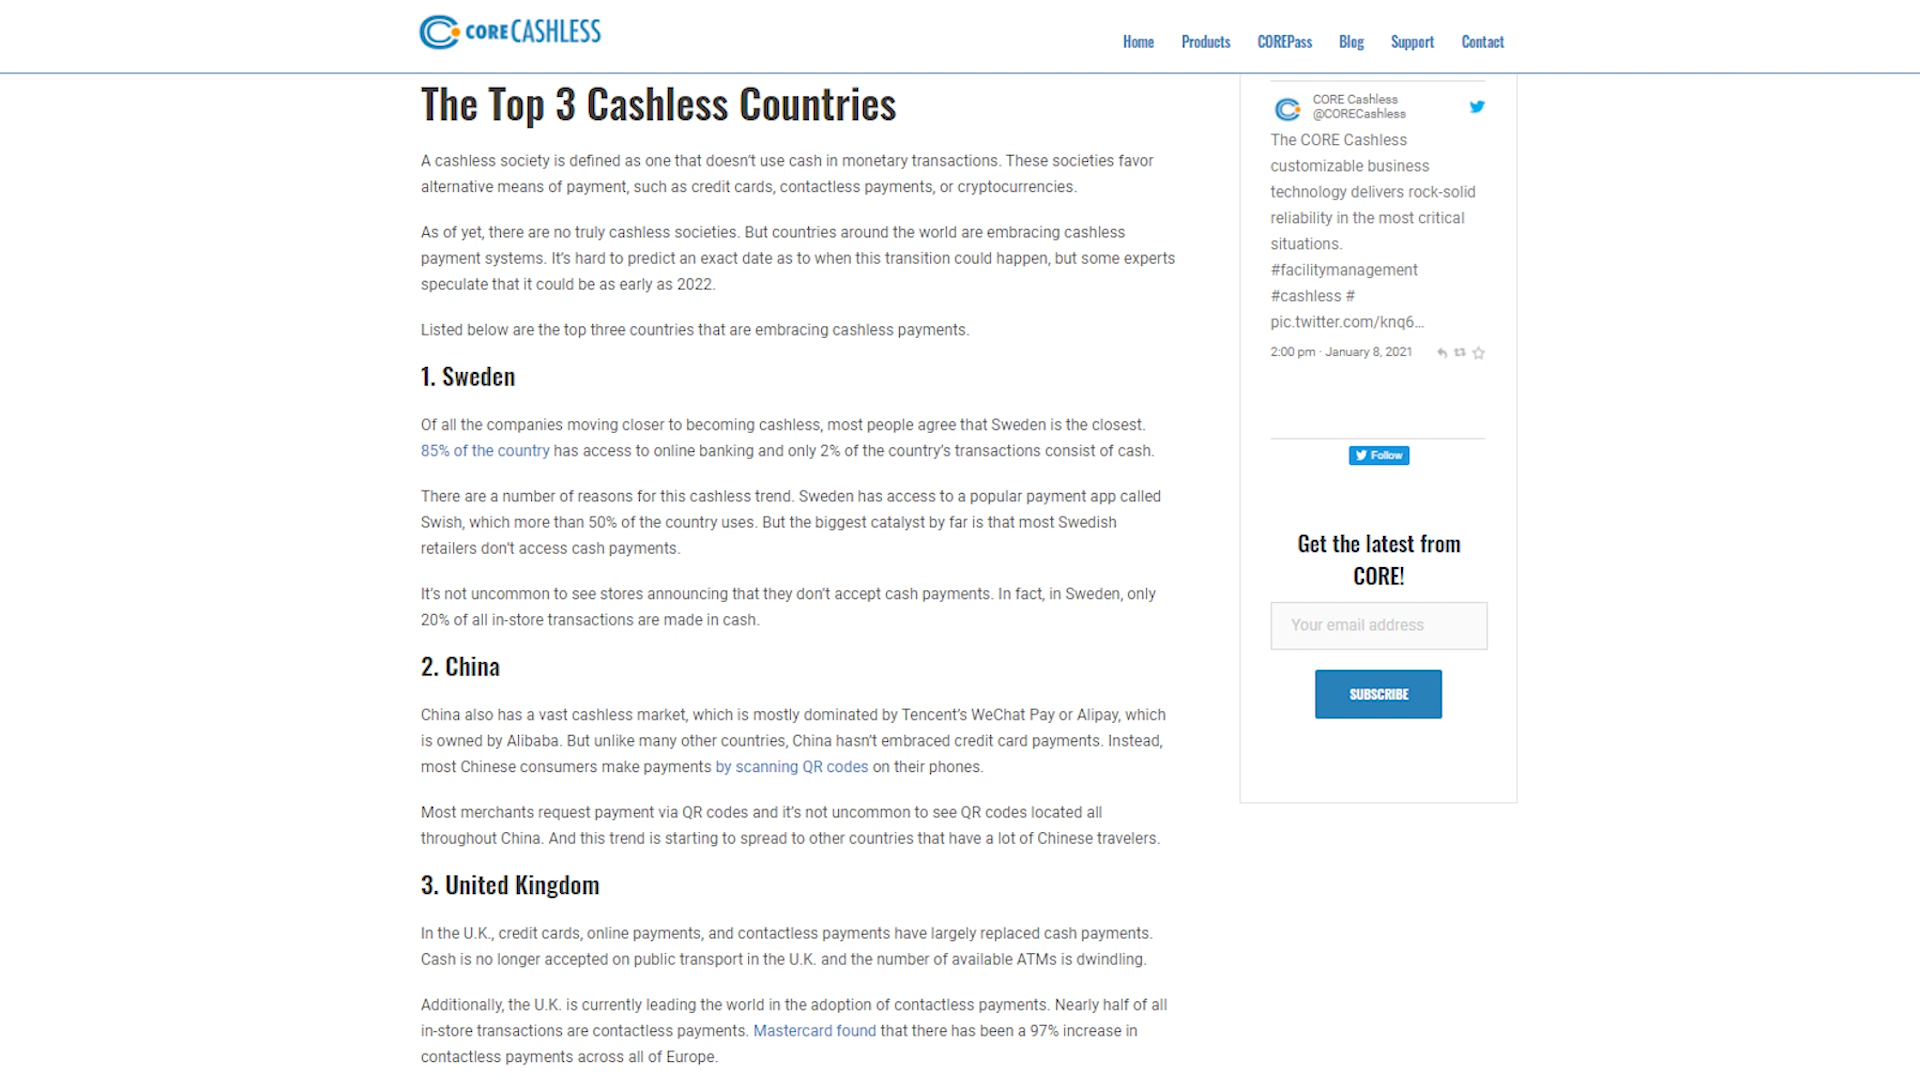 CORE CASHLESS
Home Products COREPass Blog Support Contact
The Top 3 Cashless Countries
A cashless society is defined as one that doesn't use cash in monetary transactions. These societies favor
alternative means of payment, such as credit cards, contactless payments, or cryptocurrencies.
As of yet, there are no truly cashless societies. But countries around the world are embracing cashless
payment systems. It's hard to predict an exact date as to when this transition could happen, but some experts
speculate that it could be as early as 2022.
Listed below are the top three countries that are embracing cashless payments.
1. Sweden
Of all the companies moving closer to becoming cashless, most people agree that Sweden is the closest.
85% of the country has access to online banking and only 2% of the country's transactions consist of cash.
There are a number of reasons for this cashless trend. Sweden has access to a popular payment app called
Swish, which more than 50% of the country uses. But the biggest catalyst by far is that most Swedish
retailers don't access cash payments.
It's not uncommon to see stores announcing that they don't accept cash payments. In fact, in Sweden, only
20% of all in-store transactions are made in cash.
2. China
China also has a vast cashless market, which is mostly dominated by Tencent's WeChat Pay or Alipay, which
is owned by Alibaba. But unlike many other countries, China hasn't embraced credit card payments. Instead,
most Chinese consumers make payments by scanning QR codes on their phones.
Most merchants request payment via QR codes and it's not uncommon to see QR codes located all
throughout China. And this trend is starting to spread to other countries that have a lot of Chinese travelers.
3. United Kingdom
In the U.K., credit cards, online payments, and contactless payments have largely replaced cash payments.
Cash is no longer accepted on public transport in the U.K. and the number of available ATMs is dwindling.
Additionally, the U.K. is currently leading the world in the adoption of contactless payments. Nearly half of all
in-store transactions are contactless payments. Mastercard found that there has been a 97% increase in
contactless payments across all of Europe.
CORE Cashless
@CORECashless
The CORE Cashless
customizable business
technology delivers rock-solid
reliability in the most critical
situations.
#facilitymanagement
#cashless #
pic.twitter.com/knq6…
2:00 pm · January 8, 2021
Follow
Get the latest from
CORE!
Your email address
SUBSCRIBE